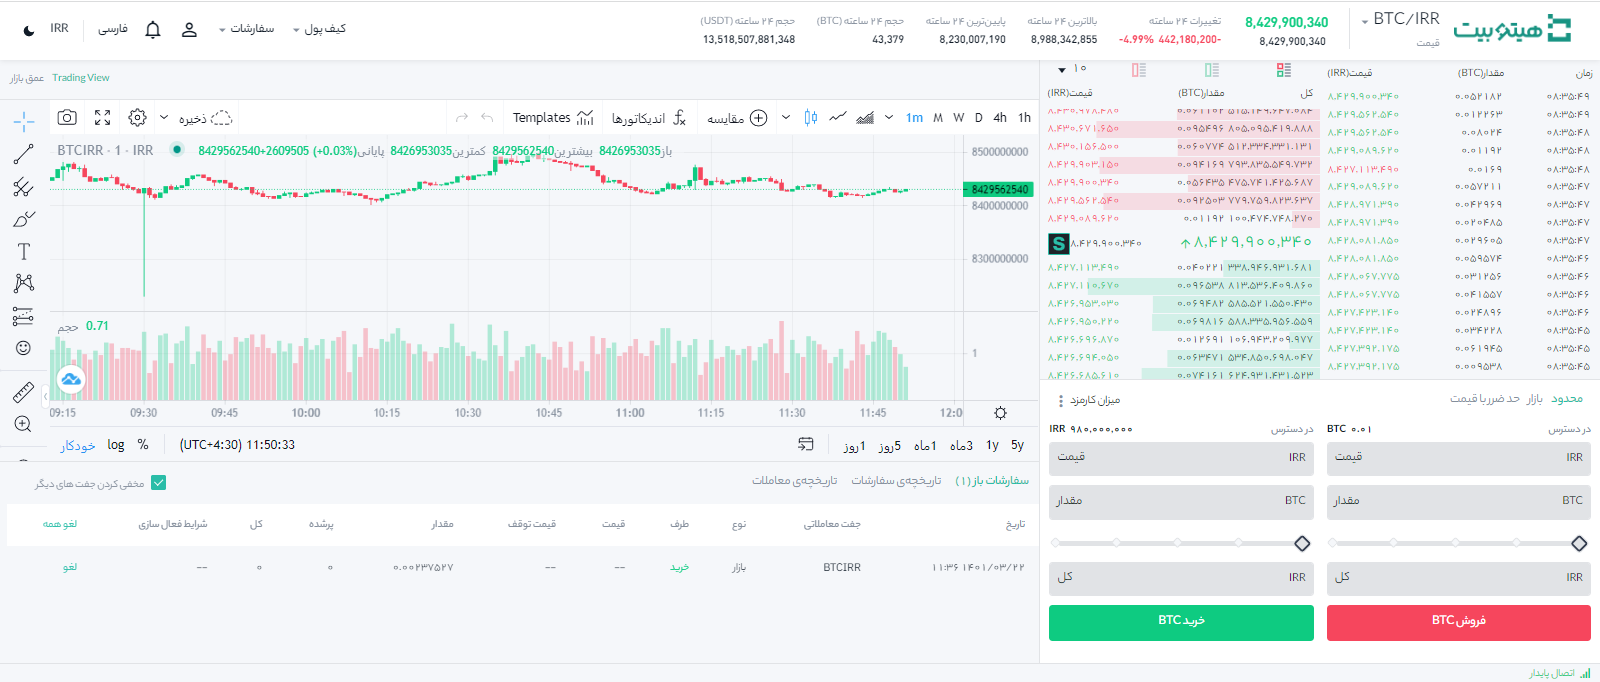 هیتوبیت
BTC/IRR
قیمت
8,429,900,340
8,429,900,340
تغییرات ۲۴ ساعته
-4.99% 442,180,200-
بالاترین ۲۴ ساعته
8,988,342,855
پایین‌ترین ۲۴ ساعته
8,230,007,190
حجم ۲۴ ساعته (BTC)
43,379
حجم ۲۴ ساعته (USDT)
13,518,507,881,348
کیف پول
سفارشات
فارسی
IRR
Trading View
عمق بازار
ذخیره
Templates
اندیکاتورها
مقایسه
1m M W D 4h 1h
BTCIRR · 1 · IRR
باز8426953035 بیشترین8429562540 کمترین8426953035 پایانی8429562540+2609505 (+0.03%)
8500000000
8429562540
8400000000
8300000000
حجم 0.71
1
09:15 09:30 09:45 10:00 10:15 10:30 10:45 11:00 11:15 11:30 11:45 12:0
خودکار log % (UTC+4:30) 11:50:33
1روز 5روز 1ماه 3ماه 1y 5y
۱۰
قیمت(IRR) مقدار(BTC) کل
۸,۴۳۰,۹۷۸,۴۸۰ ۰.۰۶۱۱۰۲ ۵۱۵,۱۴۹,۶۴۷.۰۸۴
۸,۴۳۰,۶۷۱,۶۵۰ ۰.۰۹۵۴۹۶ ۸۰۵,۰۹۵,۴۱۹.۸۸۸
۸,۴۳۰,۱۵۶,۵۰۰ ۰.۰۶۰۷۷۴ ۵۱۲,۳۳۴,۳۳۱.۱۳۱
۸,۴۲۹,۹۰۳,۱۵۰ ۰.۰۹۴۱۶۹ ۷۹۳,۸۳۵,۵۴۹.۷۳۲
۸,۴۲۹,۹۰۰,۳۴۰ ۰.۰۵۶۴۳۵ ۴۷۵,۷۴۱,۴۲۵.۶۸۷
۸,۴۲۹,۵۶۲,۵۴۰ ۰.۰۹۲۵۰۳ ۷۷۹,۷۵۹,۸۲۳.۶۳۷
۸,۴۲۹,۰۸۹,۶۲۰ ۰.۰۱۱۹۲ ۱۰۰,۴۷۴,۷۴۸.۲۷۰
S ۸,۴۲۹,۹۰۰,۳۴۰ ↑۸,۴۲۹,۹۰۰,۳۴۰
۸,۴۲۷,۱۱۳,۴۹۰ ۰.۰۴۰۲۲۱ ۳۳۸,۹۴۶,۹۳۱.۶۸۱
۸,۴۲۷,۱۱۰,۶۷۰ ۰.۰۹۶۵۳۸ ۸۱۳,۵۳۶,۴۰۹.۸۶۰
۸,۴۲۶,۹۵۳,۰۳۰ ۰.۰۶۹۴۸۲ ۵۸۵,۵۲۱,۵۵۰.۴۳۰
۸,۴۲۶,۹۵۰,۲۲۰ ۰.۰۶۹۸۱۶ ۵۸۸,۳۳۵,۹۵۶.۵۵۹
۸,۴۲۶,۶۹۶,۸۷۰ ۰.۰۱۲۶۹۱ ۱۰۶,۹۴۳,۲۰۹.۹۷۷
۸,۴۲۶,۶۹۴,۰۵۰ ۰.۰۶۳۴۷۱ ۵۳۴,۸۵۰,۶۹۸.۰۴۷
۸,۴۲۶,۶۸۵,۶۱۰ ۰.۰۷۴۱۶۱ ۶۲۴,۹۳۱,۴۳۱.۵۲۳
قیمت(IRR) مقدار(BTC) زمان
۸,۴۲۹,۹۰۰,۳۴۰ ۰.۰۵۲۱۸۲ ۰۸:۳۵:۴۹
۸,۴۲۹,۵۶۲,۵۴۰ ۰.۰۱۲۲۶۳ ۰۸:۳۵:۴۹
۸,۴۲۹,۵۶۲,۵۴۰ ۰.۰۸۰۲۴ ۰۸:۳۵:۴۸
۸,۴۲۹,۰۸۹,۶۲۰ ۰.۰۱۱۹۲ ۰۸:۳۵:۴۸
۸,۴۲۷,۱۱۳,۴۹۰ ۰.۰۱۶۹ ۰۸:۳۵:۴۸
۸,۴۲۹,۰۸۹,۶۲۰ ۰.۰۵۷۲۱۱ ۰۸:۳۵:۴۷
۸,۴۲۸,۹۷۱,۳۹۰ ۰.۰۴۲۹۶۹ ۰۸:۳۵:۴۷
۸,۴۲۸,۹۷۱,۳۹۰ ۰.۰۲۰۴۸۵ ۰۸:۳۵:۴۷
۸,۴۲۸,۰۸۱,۸۵۰ ۰.۰۲۹۶۰۵ ۰۸:۳۵:۴۷
۸,۴۲۸,۰۸۱,۸۵۰ ۰.۰۵۹۵۷۴ ۰۸:۳۵:۴۶
۸,۴۲۸,۰۶۷,۷۷۵ ۰.۰۳۱۲۵۶ ۰۸:۳۵:۴۶
۸,۴۲۸,۰۶۷,۷۷۵ ۰.۰۴۱۵۵۷ ۰۸:۳۵:۴۶
۸,۴۲۷,۴۲۳,۱۴۰ ۰.۰۲۴۸۹۶ ۰۸:۳۵:۴۶
۸,۴۲۷,۴۲۳,۱۴۰ ۰.۰۳۴۲۲۸ ۰۸:۳۵:۴۵
۸,۴۲۷,۳۹۲,۱۷۵ ۰.۰۶۱۹۴۵ ۰۸:۳۵:۴۵
۸,۴۲۷,۳۹۲,۱۷۵ ۰.۰۰۹۵۳۸ ۰۸:۳۵:۴۵
محدود بازار حد ضرر با قیمت
میزان کارمزد
در دسترس BTC ۰.۰۱
قیمت IRR
مقدار BTC
کل IRR
فروش BTC
در دسترس IRR ۹۸۰,۰۰۰,۰۰۰
قیمت IRR
مقدار BTC
کل IRR
خرید BTC
سفارشات باز (۱) تاریخچه‌ی سفارشات تاریخچه‌ی معاملات
مخفی کردن جفت های دیگر
تاریخ جفت معاملاتی نوع طرف قیمت قیمت توقف مقدار پرشده کل شرایط فعال سازی لغو همه
۱۴۰۱/۰۳/۲۲ ۱۱:۳۶ BTCIRR بازار خرید -- -- ۰.۰۰۲۳۷۵۲۷ ۰ ۰ -- لغو
اتصال پایدار